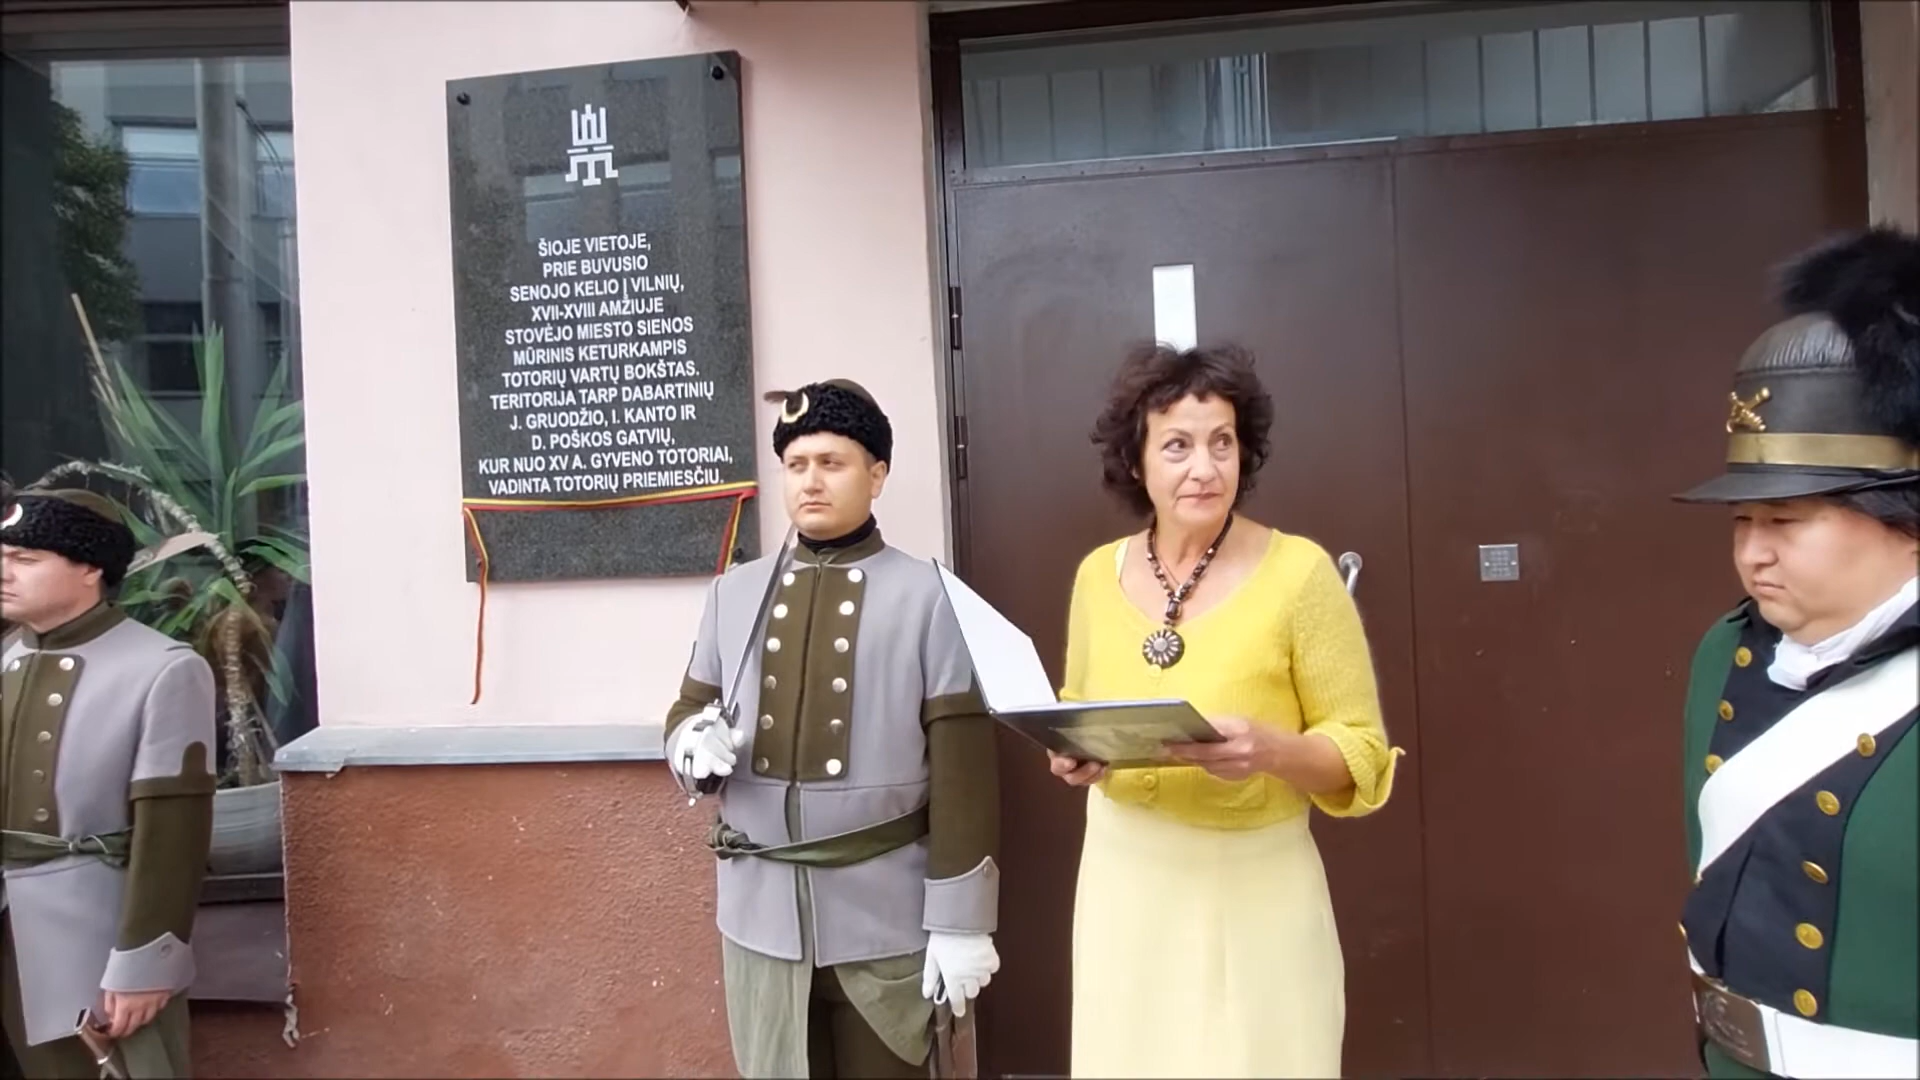 ŠIOJE VIETOJE,
PRIE BUVUSIO
SENOJO KELIO Į VILNIŲ,
XVII-XVIII AMŽIUJE
STOVĖJO MIESTO SIENOS
MŪRINIS KETURKAMPIS
TOTORIŲ VARTŲ BOKŠTAS.
TERITORIJA TARP DABARTINIŲ
J. GRUODŽIO, I. KANTO IR
D. POŠKOS GATVIŲ,
KUR NUO XV A. GYVENO TOTORIAI,
VADINTA TOTORIŲ PRIEMIESČIU.